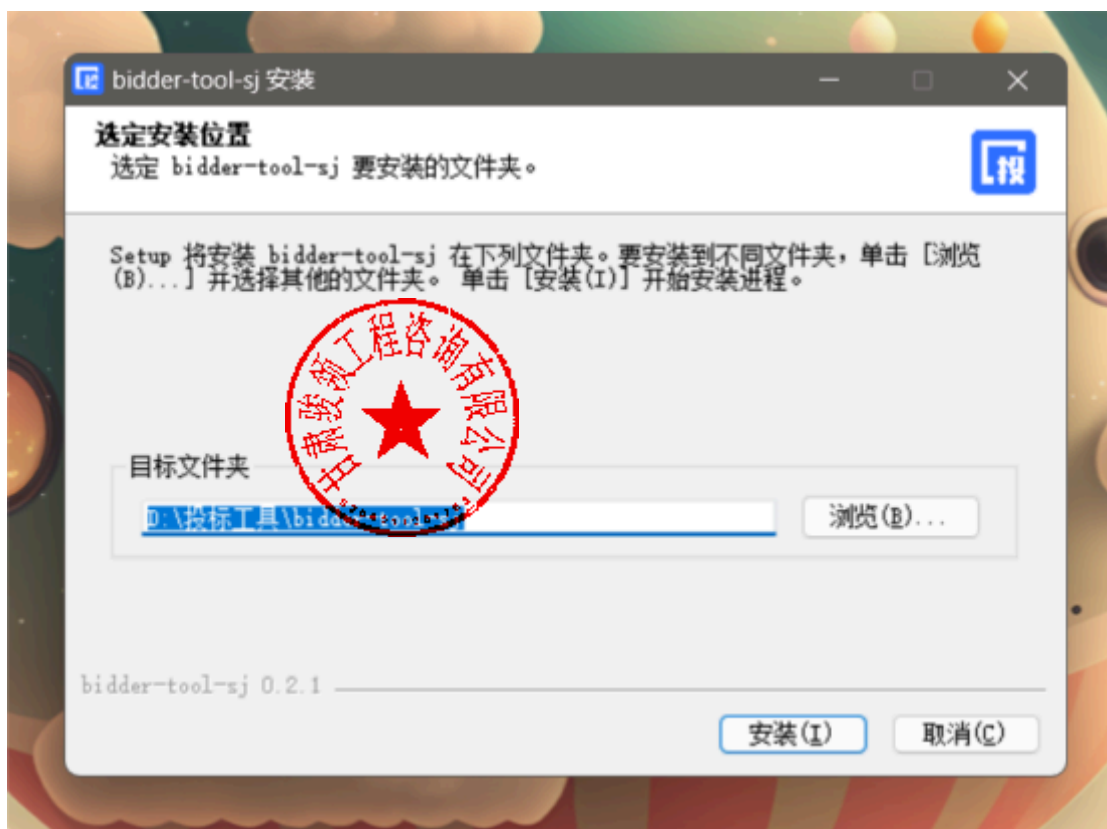 bidder-tool-sj 安装
选定安装位置
选定 bidder-tool-sj 要安装的文件夹。
投
Setup 将安装 bidder-tool-sj 在下列文件夹。要安装到不同文件夹，单击 [浏览
(B)...] 并选择其他的文件夹。 单击 [安装(I)] 开始安装进程。
甘肃骏领工程咨询有限公司
目标文件夹
D:\投标工具\bidder-tool-sj
浏览(B)...
bidder-tool-sj 0.2.1
安装(I)
取消(C)